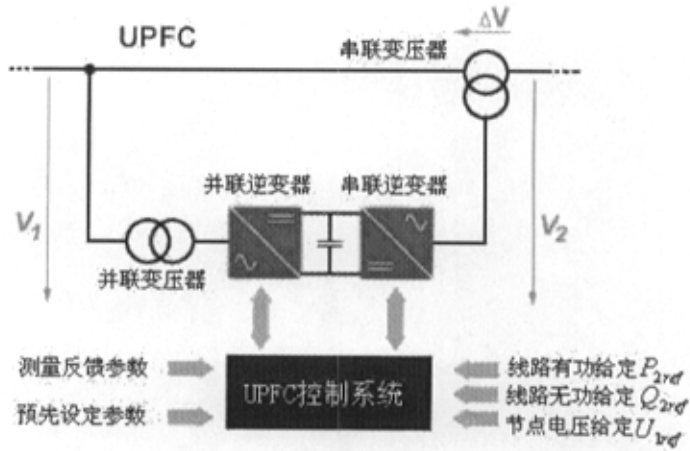 UPFC
ΔV
串联变压器
并联逆变器
串联逆变器
V1
V2
并联变压器
测量反馈参数
预先设定参数
UPFC控制系统
线路有功给定P2ref
线路无功给定Q2ref
节点电压给定U1ref